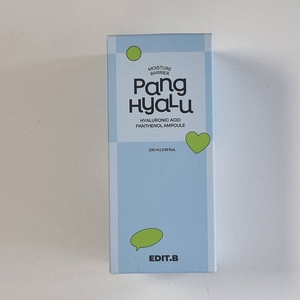 MOISTURE
BARRIER
Pang
HyaLu
HYALURONIC ACID
PANTHENOL AMPOULE
EDIT.B